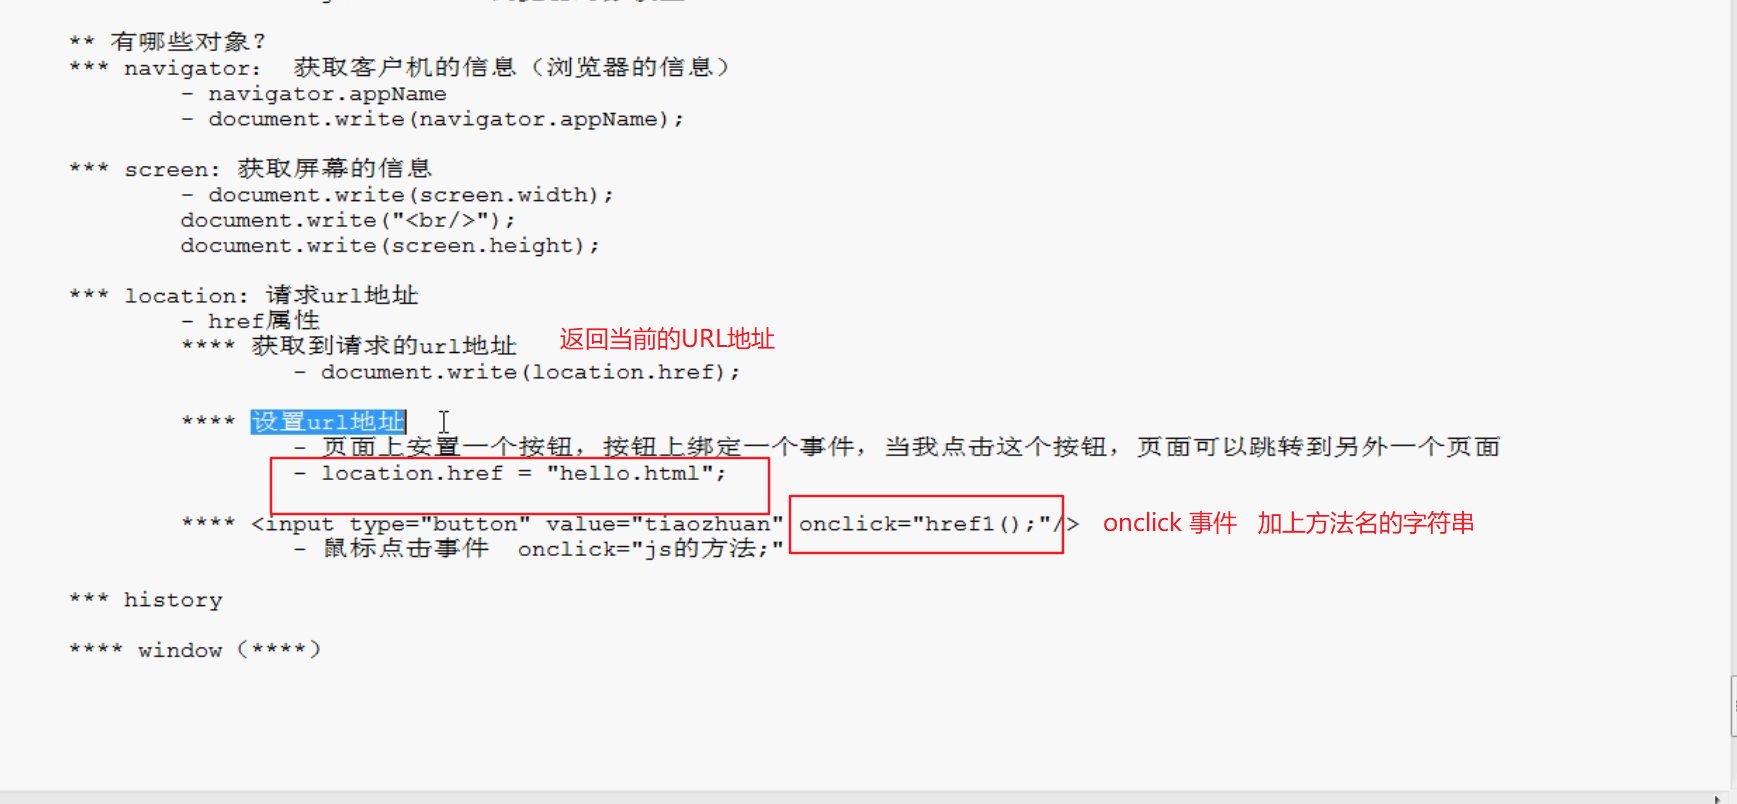 ** 有哪些对象？
*** navigator： 获取客户机的信息（浏览器的信息）
- navigator.appName
- document.write(navigator.appName);
*** screen: 获取屏幕的信息
- document.write(screen.width);
document.write("<br/>");
document.write(screen.height);
*** location: 请求url地址
- href属性
**** 获取到请求的url地址 返回当前的URL地址
- document.write(location.href);
**** 设置url地址
- 页面上安置一个按钮，按钮上绑定一个事件，当我点击这个按钮，页面可以跳转到另外一个页面
- location.href = "hello.html";
**** <input type="button" value="tiaozhuan" onclick="href1();"/> onclick 事件 加上方法名的字符串
- 鼠标点击事件 onclick="js的方法;"
*** history
**** window（****）